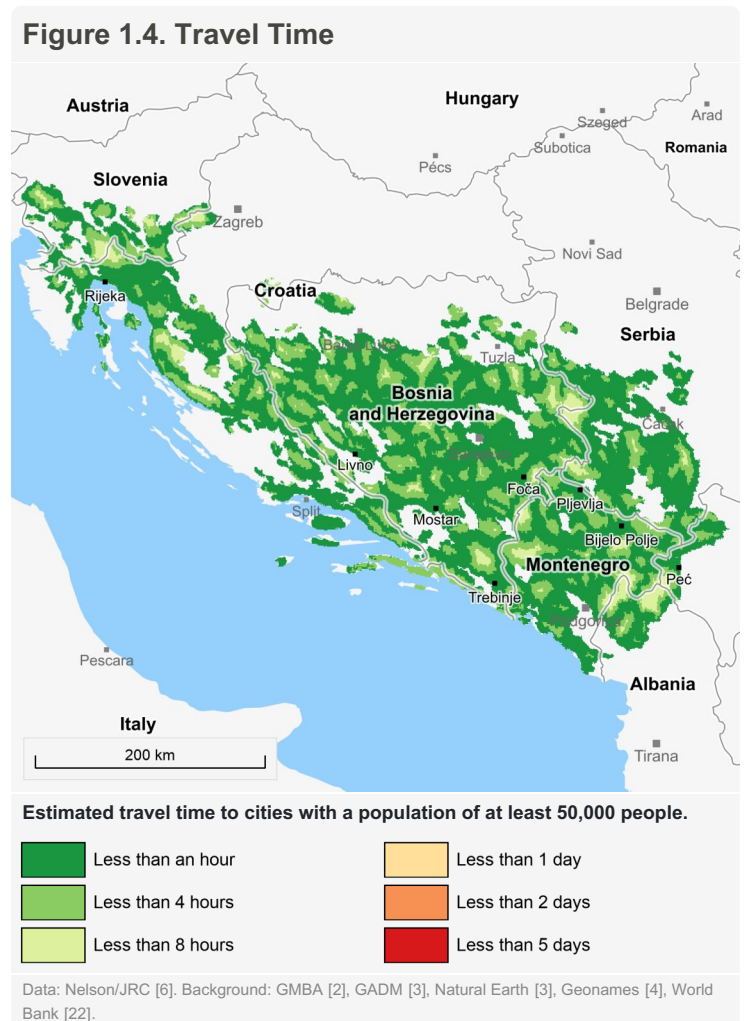 Figure 1.4. Travel Time
Austria
Hungary
Szeged
Arad
Subotica
Romania
Pécs
Slovenia
Zagreb
Novi Sad
Croatia
Rijeka
Belgrade
Serbia
Tuzla
Bosnia
and Herzegovina
Čačak
Livno
Foča
Pljevlja
Split
Mostar
Bijelo Polje
Montenegro
Peć
Trebinje
Pescara
Albania
Italy
200 km
Tirana
Estimated travel time to cities with a population of at least 50,000 people.
Less than an hour
Less than 1 day
Less than 4 hours
Less than 2 days
Less than 8 hours
Less than 5 days
Data: Nelson/JRC [6]. Background: GMBA [2], GADM [3], Natural Earth [3], Geonames [4], World
Bank [22].